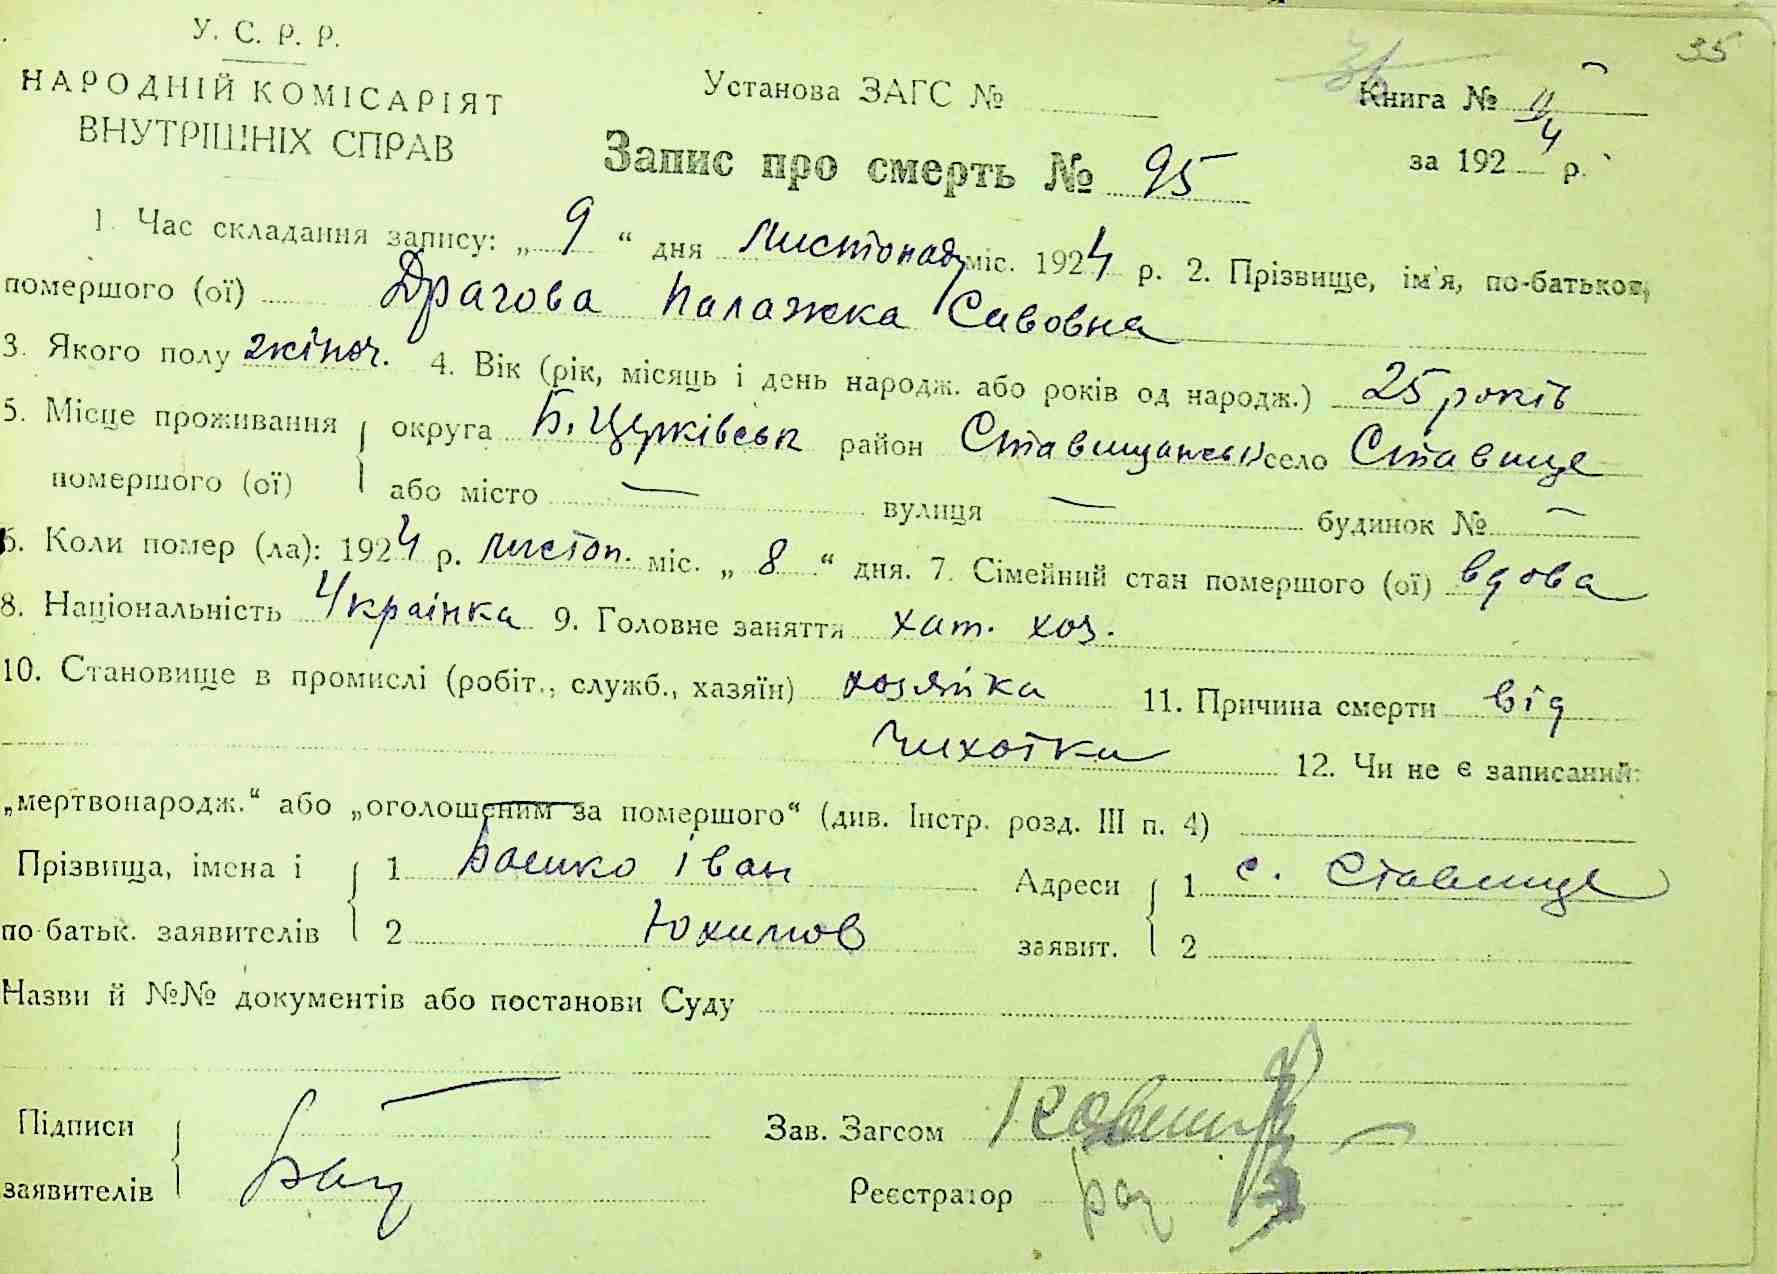 35
У. С. Р. Р.
НАРОДНІЙ КОМІСАРІЯТ
ВНУТРІШНІХ СПРАВ
Установа ЗАГС №
Книга № II
за 1924 р.
Запис про смерть № 95
1. Час складання запису: „ 9 “ дня листопаду міс. 1924 р. 2. Прізвище, ім'я, по-батькові,
помершого (ої) Драгова Палажка Савовна
3. Якого полу жіноч. 4. Вік (рік, місяць і день народж. або років од народж.) 25 років
5. Місце проживання округа Б. Церківськ район Ставищанськ село Ставище
помершого (ої) або місто — вулиця — будинок № —
6. Коли помер (ла): 1924 р. листоп. міс. „ 8 “ дня. 7. Сімейний стан помершого (ої) вдова
8. Національність Українка 9. Головне заняття хат. хоз.
10. Становище в промислі (робіт., служб., хазяїн) хозяйка 11. Причина смерти від
чихотки 12. Чи не є записаний:
„мертвонародж.“ або „оголошеним за помершого“ (див. Інстр. розд. III п. 4)
Прізвища, імена і 1 Іван Адреси 1 с. Ставище
по-батьк. заявителів 2 Юхимов заявит. 2
Назви й №№ документів або постанови Суду
Підписи Зав. Загсом
заявителів Реєстратор